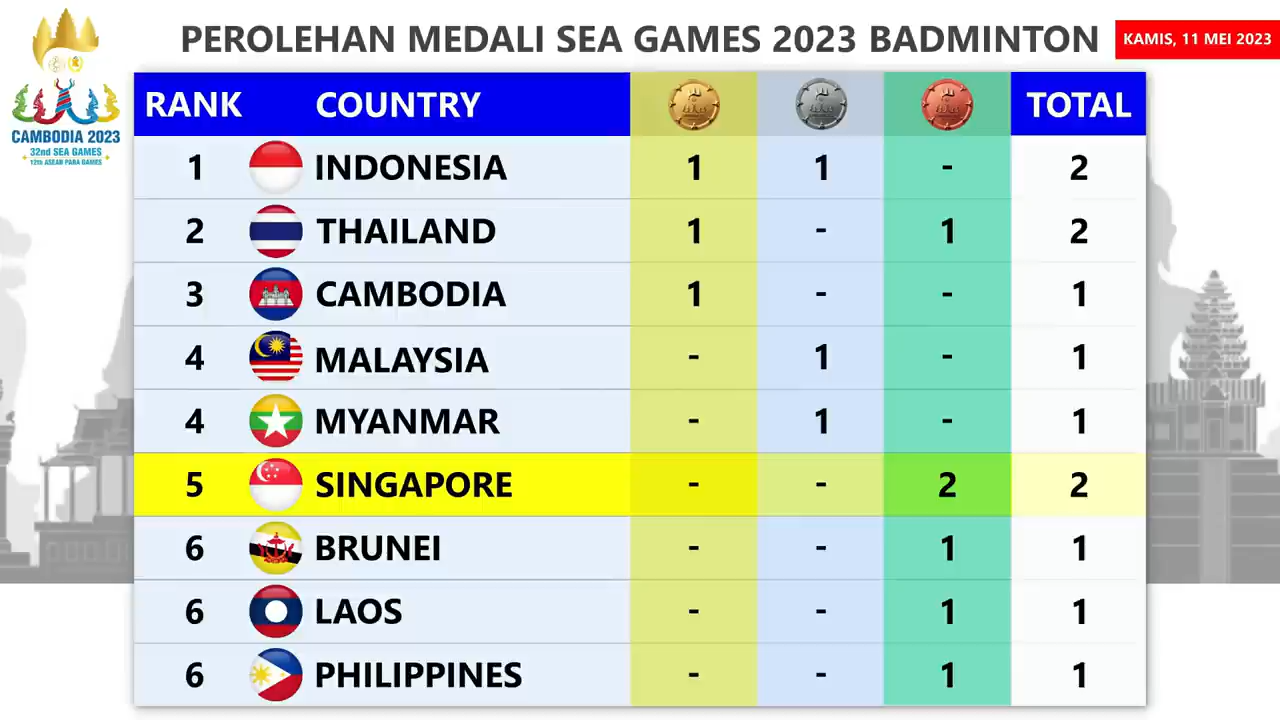 PEROLEHAN MEDALI SEA GAMES 2023 BADMINTON
KAMIS, 11 MEI 2023
CAMBODIA 2023
32nd SEA GAMES
12th ASEAN PARA GAMES
RANK COUNTRY TOTAL
1 INDONESIA 1 1 - 2
2 THAILAND 1 - 1 2
3 CAMBODIA 1 - - 1
4 MALAYSIA - 1 - 1
4 MYANMAR - 1 - 1
5 SINGAPORE - - 2 2
6 BRUNEI - - 1 1
6 LAOS - - 1 1
6 PHILIPPINES - - 1 1